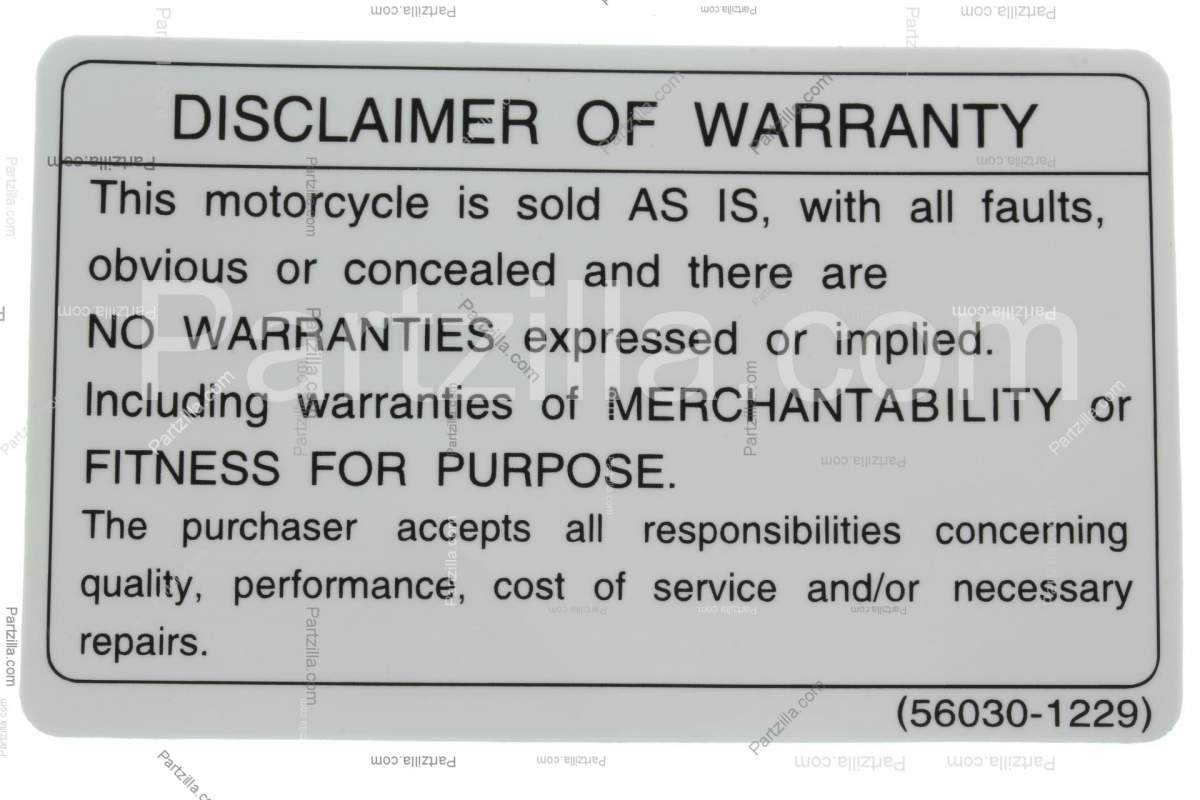 DISCLAIMER OF WARRANTY
This motorcycle is sold AS IS, with all faults,
obvious or concealed and there are
NO WARRANTIES expressed or implied.
Including warranties of MERCHANTABILITY or
FITNESS FOR PURPOSE.
The purchaser accepts all responsibilities concerning
quality, performance, cost of service and/or necessary
repairs.
(56030-1229)
Partzilla.com